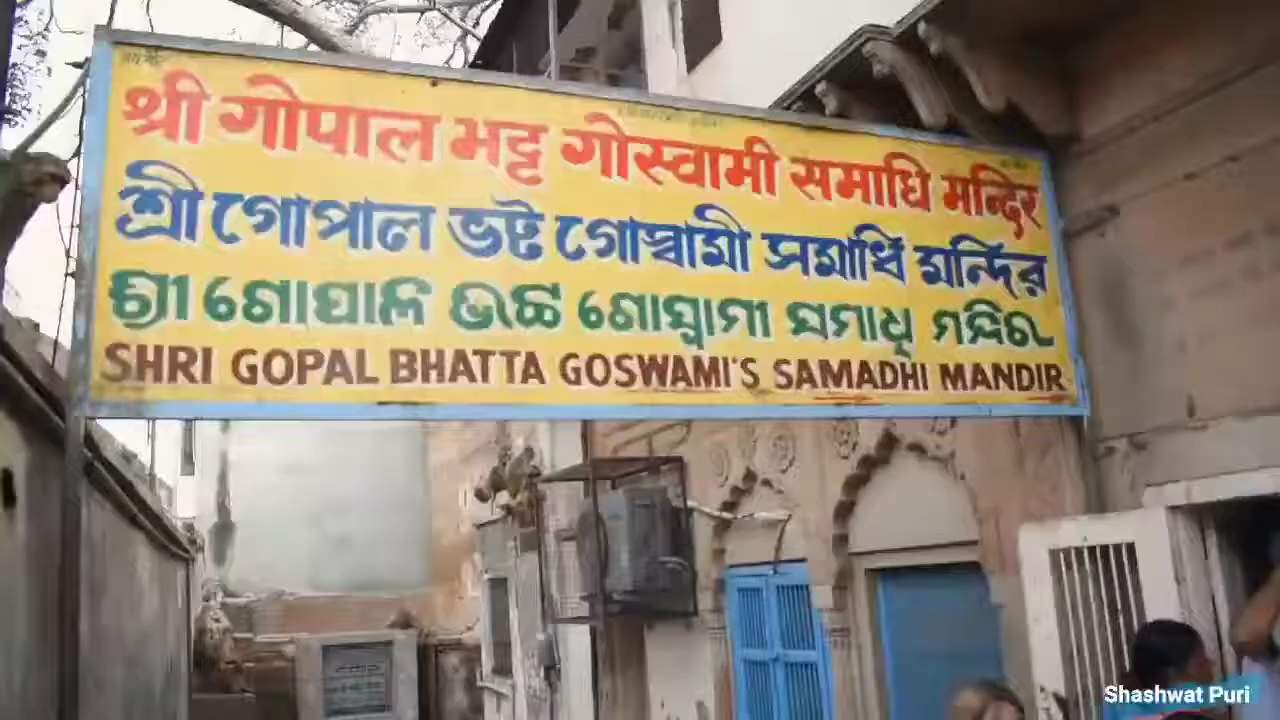 श्री गोपाल भट्ट गोस्वामी समाधि मन्दिर
শ্রী গোপাল ভট্ট গোস্বামী সমাধি মন্দির
ଶ୍ରୀ ଗୋପାଳ ଭଟ୍ଟ ଗୋସ୍ୱାମୀ ସମାଧି ମନ୍ଦିର
SHRI GOPAL BHATTA GOSWAMI'S SAMADHI MANDIR
Shashwat Puri